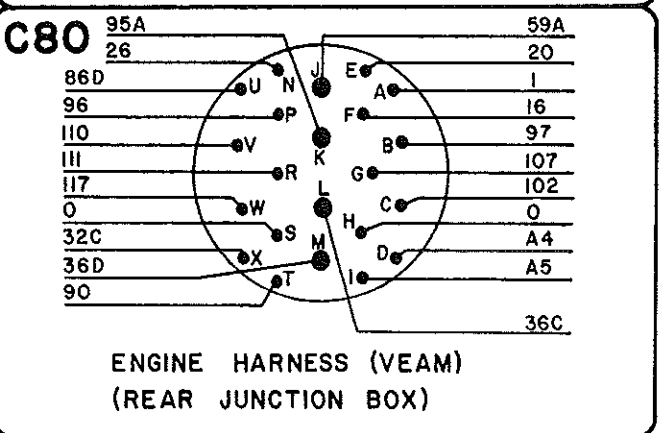 C80
95A 59A
26 J E 20
86D U N A 1
96 P F 16
110 V B 97
K
111 R G 107
L
117 W C 102
0 S H 0
32C X M D A4
36D T I A5
90
36C
ENGINE HARNESS (VEAM)
(REAR JUNCTION BOX)